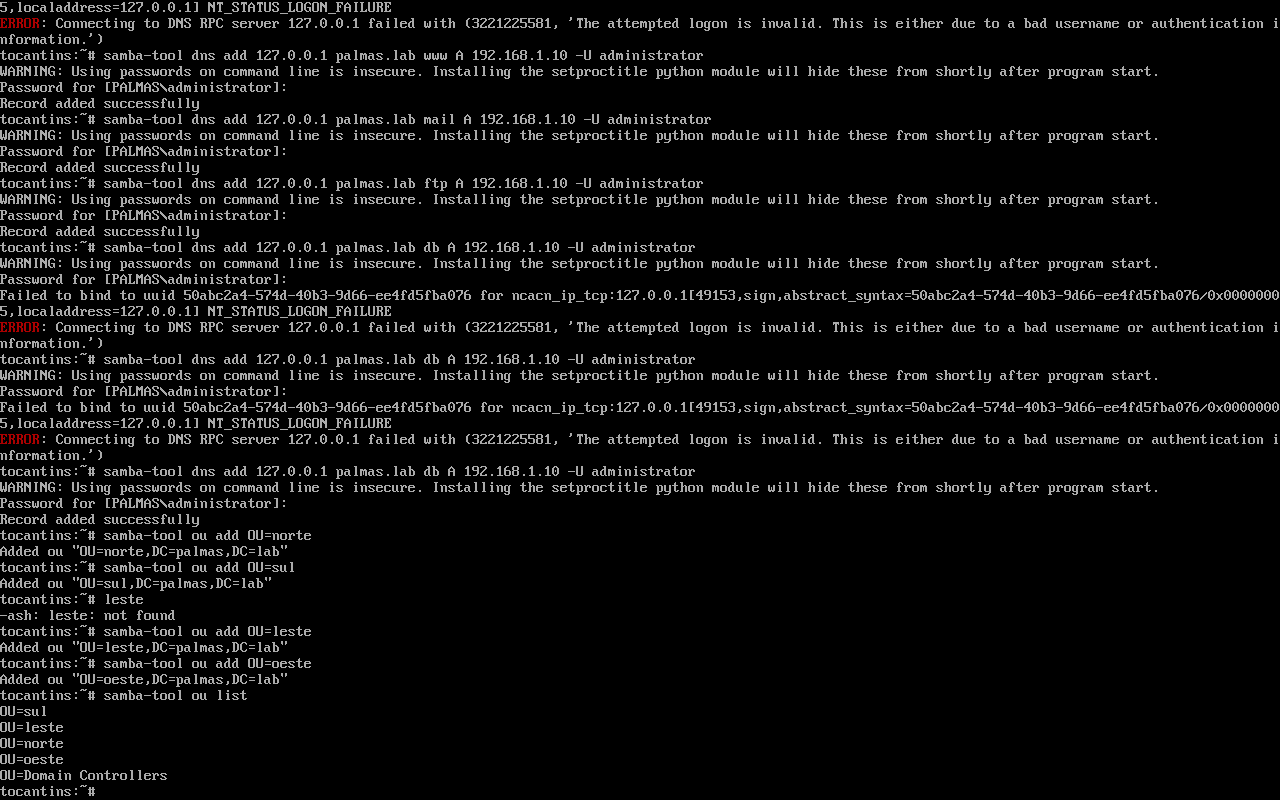 5,localaddress=127.0.0.1] NT_STATUS_LOGON_FAILURE
ERROR: Connecting to DNS RPC server 127.0.0.1 failed with (3221225581, 'The attempted logon is invalid. This is either due to a bad username or authentication i
nformation.')
tocantins:~# samba-tool dns add 127.0.0.1 palmas.lab www A 192.168.1.10 -U administrator
WARNING: Using passwords on command line is insecure. Installing the setproctitle python module will hide these from shortly after program start.
Password for [PALMAS\administrator]:
Record added successfully
tocantins:~# samba-tool dns add 127.0.0.1 palmas.lab mail A 192.168.1.10 -U administrator
WARNING: Using passwords on command line is insecure. Installing the setproctitle python module will hide these from shortly after program start.
Password for [PALMAS\administrator]:
Record added successfully
tocantins:~# samba-tool dns add 127.0.0.1 palmas.lab ftp A 192.168.1.10 -U administrator
WARNING: Using passwords on command line is insecure. Installing the setproctitle python module will hide these from shortly after program start.
Password for [PALMAS\administrator]:
Record added successfully
tocantins:~# samba-tool dns add 127.0.0.1 palmas.lab db A 192.168.1.10 -U administrator
WARNING: Using passwords on command line is insecure. Installing the setproctitle python module will hide these from shortly after program start.
Password for [PALMAS\administrator]:
Failed to bind to uuid 50abc2a4-574d-40b3-9d66-ee4fd5fba076 for ncacn_ip_tcp:127.0.0.1[49153,sign,abstract_syntax=50abc2a4-574d-40b3-9d66-ee4fd5fba076/0x0000000
5,localaddress=127.0.0.1] NT_STATUS_LOGON_FAILURE
ERROR: Connecting to DNS RPC server 127.0.0.1 failed with (3221225581, 'The attempted logon is invalid. This is either due to a bad username or authentication i
nformation.')
tocantins:~# samba-tool dns add 127.0.0.1 palmas.lab db A 192.168.1.10 -U administrator
WARNING: Using passwords on command line is insecure. Installing the setproctitle python module will hide these from shortly after program start.
Password for [PALMAS\administrator]:
Failed to bind to uuid 50abc2a4-574d-40b3-9d66-ee4fd5fba076 for ncacn_ip_tcp:127.0.0.1[49153,sign,abstract_syntax=50abc2a4-574d-40b3-9d66-ee4fd5fba076/0x0000000
5,localaddress=127.0.0.1] NT_STATUS_LOGON_FAILURE
ERROR: Connecting to DNS RPC server 127.0.0.1 failed with (3221225581, 'The attempted logon is invalid. This is either due to a bad username or authentication i
nformation.')
tocantins:~# samba-tool dns add 127.0.0.1 palmas.lab db A 192.168.1.10 -U administrator
WARNING: Using passwords on command line is insecure. Installing the setproctitle python module will hide these from shortly after program start.
Password for [PALMAS\administrator]:
Record added successfully
tocantins:~# samba-tool ou add OU=norte
Added ou "OU=norte,DC=palmas,DC=lab"
tocantins:~# samba-tool ou add OU=sul
Added ou "OU=sul,DC=palmas,DC=lab"
tocantins:~# leste
-ash: leste: not found
tocantins:~# samba-tool ou add OU=leste
Added ou "OU=leste,DC=palmas,DC=lab"
tocantins:~# samba-tool ou add OU=oeste
Added ou "OU=oeste,DC=palmas,DC=lab"
tocantins:~# samba-tool ou list
OU=sul
OU=leste
OU=norte
OU=oeste
OU=Domain Controllers
tocantins:~#